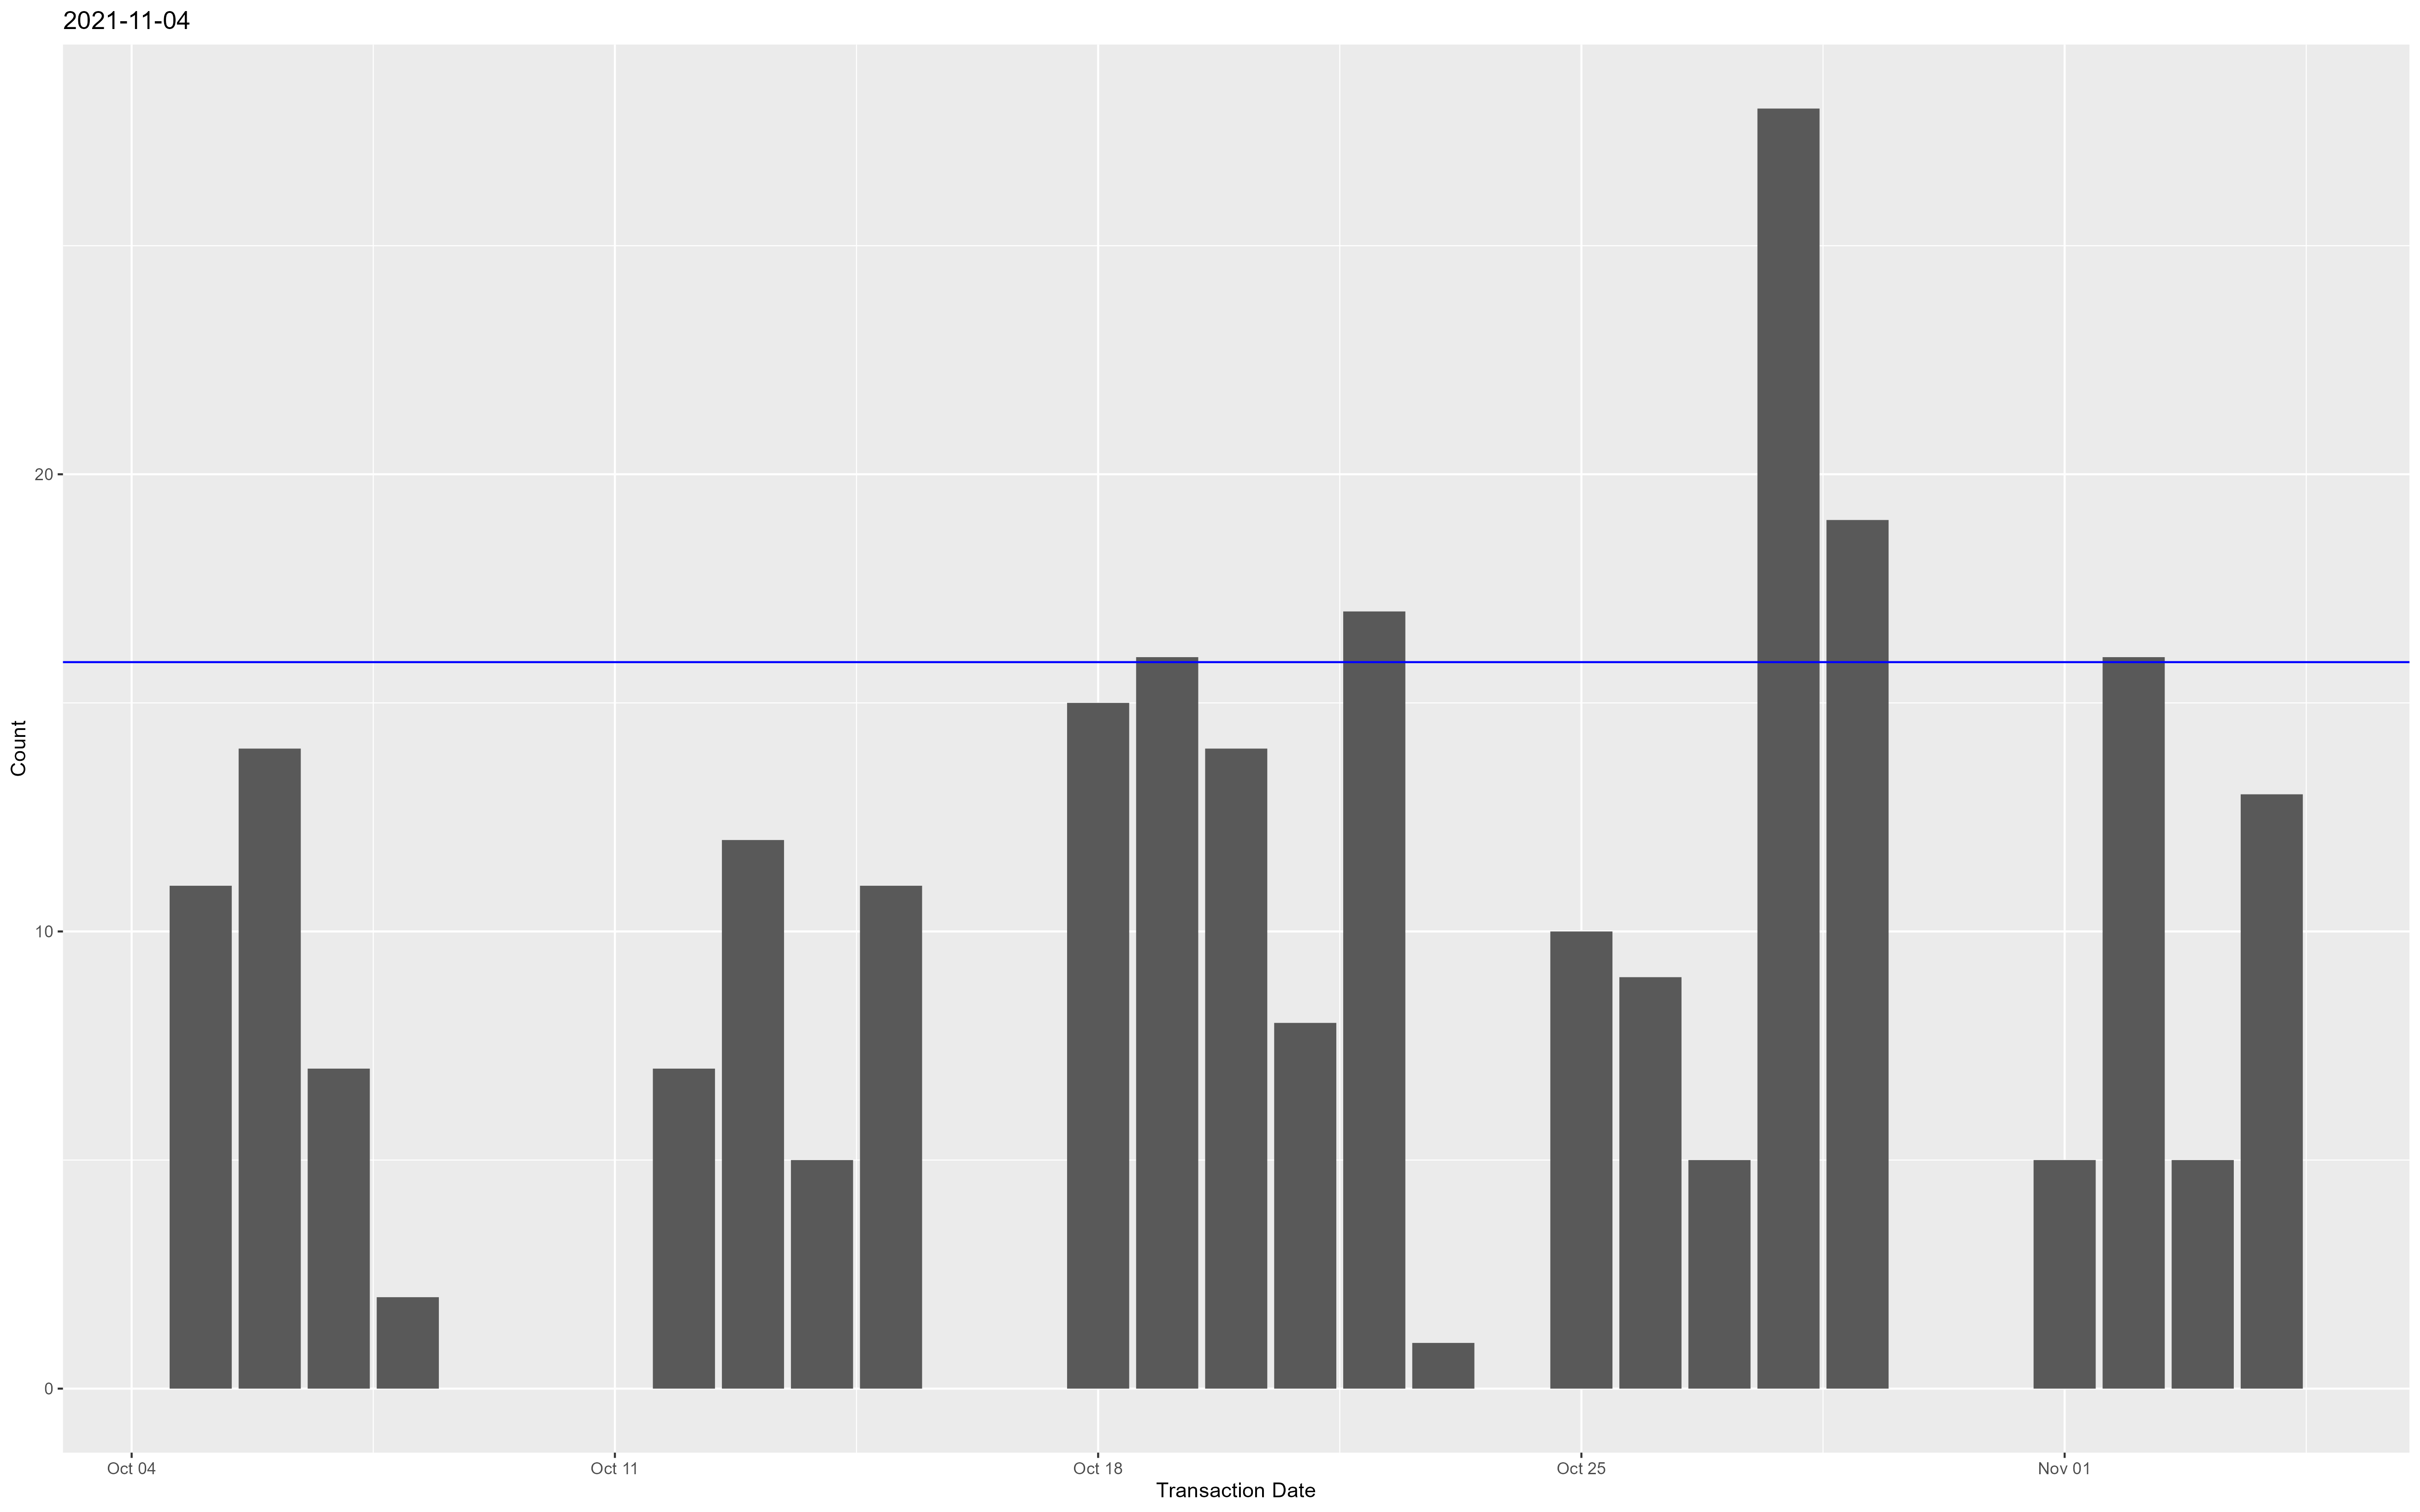 2021-11-04
Count
20
10
0
Oct 04
Oct 11
Oct 18
Oct 25
Nov 01
Transaction Date